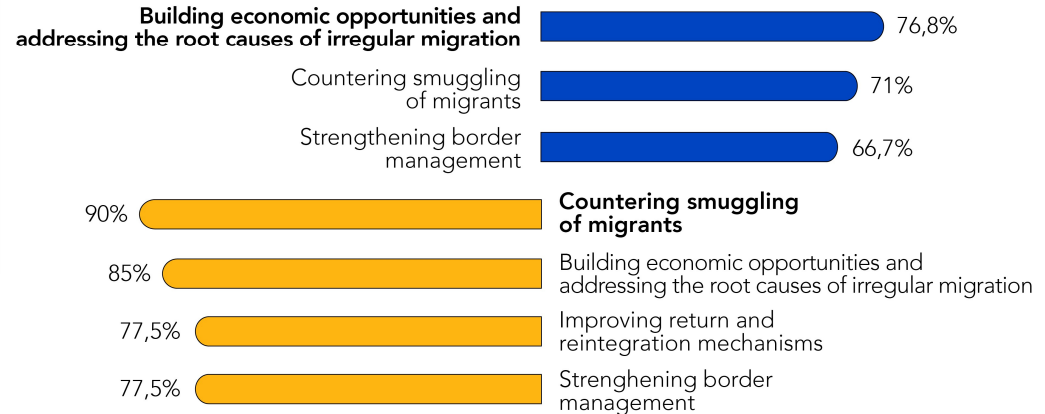 Building economic opportunities and
addressing the root causes of irregular migration
76,8%
Countering smuggling
of migrants
71%
Strengthening border
management
66,7%
90%
Countering smuggling
of migrants
85%
Building economic opportunities and
addressing the root causes of irregular migration
77,5%
Improving return and
reintegration mechanisms
77,5%
Strenghening border
management